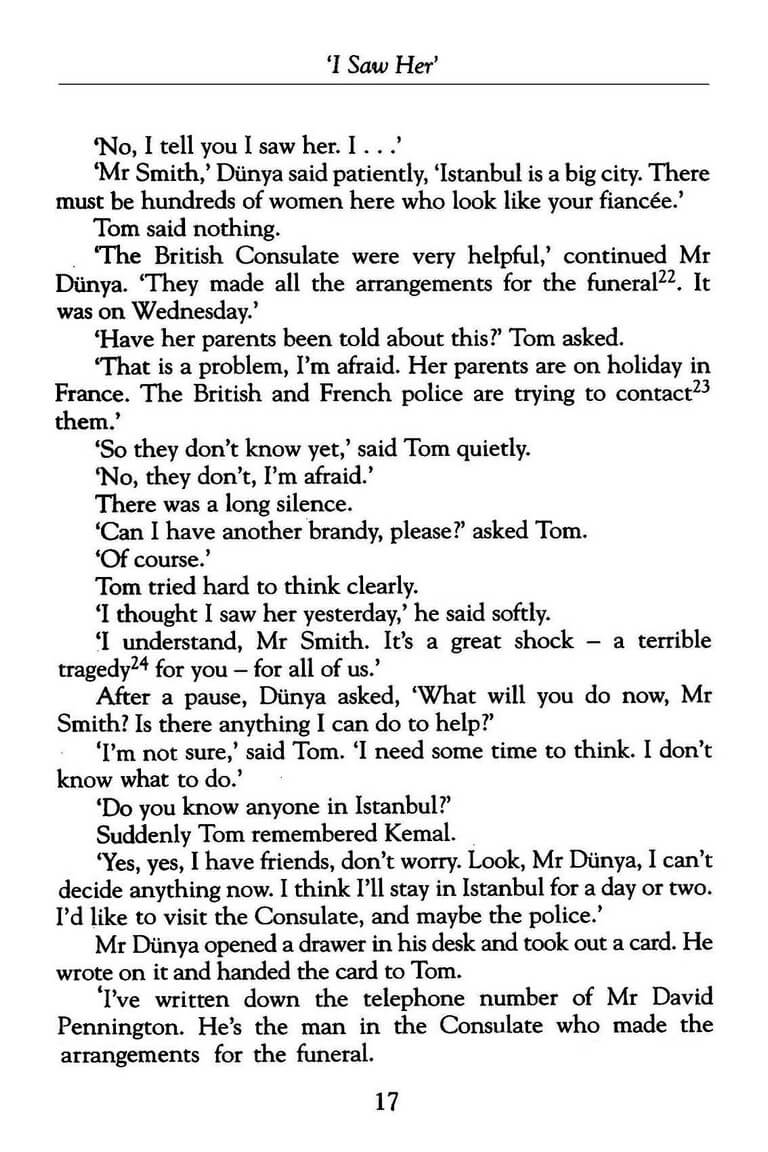 ‘I Saw Her’
‘No, I tell you I saw her. I . . .’
‘Mr Smith,’ Dünya said patiently, ‘Istanbul is a big city. There
must be hundreds of women here who look like your fiancée.’
Tom said nothing.
‘The British Consulate were very helpful,’ continued Mr
Dünya. ‘They made all the arrangements for the funeral²². It
was on Wednesday.’
‘Have her parents been told about this?’ Tom asked.
‘That is a problem, I’m afraid. Her parents are on holiday in
France. The British and French police are trying to contact²³
them.’
‘So they don’t know yet,’ said Tom quietly.
‘No, they don’t, I’m afraid.’
There was a long silence.
‘Can I have another brandy, please?’ asked Tom.
‘Of course.’
Tom tried hard to think clearly.
‘I thought I saw her yesterday,’ he said softly.
‘I understand, Mr Smith. It’s a great shock – a terrible
tragedy²⁴ for you – for all of us.’
After a pause, Dünya asked, ‘What will you do now, Mr
Smith? Is there anything I can do to help?’
‘I’m not sure,’ said Tom. ‘I need some time to think. I don’t
know what to do.’
‘Do you know anyone in Istanbul?’
Suddenly Tom remembered Kemal.
‘Yes, yes, I have friends, don’t worry. Look, Mr Dünya, I can’t
decide anything now. I think I’ll stay in Istanbul for a day or two.
I’d like to visit the Consulate, and maybe the police.’
Mr Dünya opened a drawer in his desk and took out a card. He
wrote on it and handed the card to Tom.
‘I’ve written down the telephone number of Mr David
Pennington. He’s the man in the Consulate who made the
arrangements for the funeral.
17